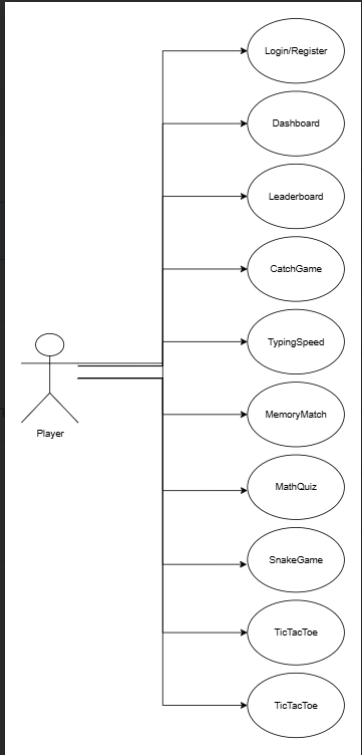 Login/Register
Dashboard
Leaderboard
CatchGame
TypingSpeed
Player
MemoryMatch
MathQuiz
SnakeGame
TicTacToe
TicTacToe